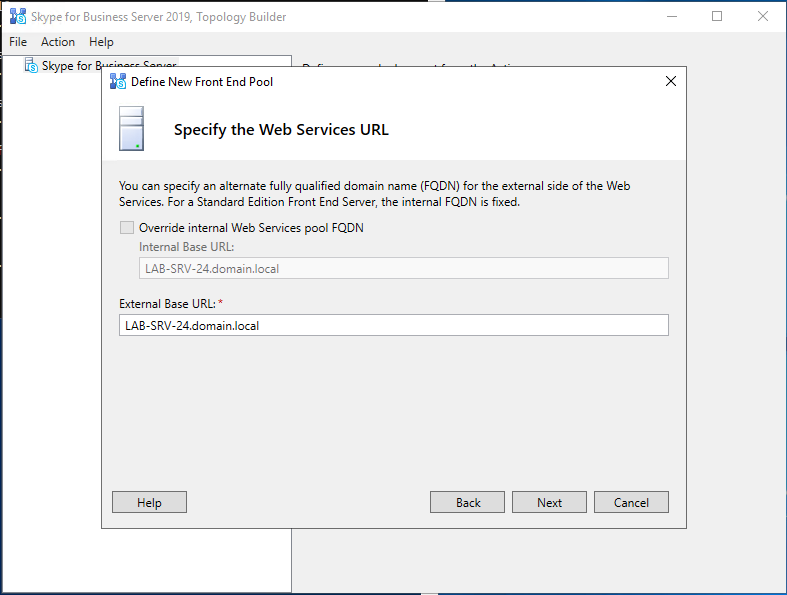 Skype for Business Server 2019, Topology Builder
File Action Help
Skype for Business Server
Define New Front End Pool
Specify the Web Services URL
You can specify an alternate fully qualified domain name (FQDN) for the external side of the Web
Services. For a Standard Edition Front End Server, the internal FQDN is fixed.
Override internal Web Services pool FQDN
Internal Base URL:
LAB-SRV-24.domain.local
External Base URL: *
LAB-SRV-24.domain.local
Help Back Next Cancel